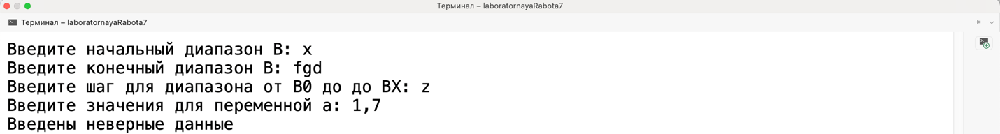 Терминал – laboratornayaRabota7
Терминал – laboratornayaRabota7
Введите начальный диапазон B: x
Введите конечный диапазон B: fgd
Введите шаг для диапазона от B0 до до BX: z
Введите значения для переменной a: 1,7
Введены неверные данные